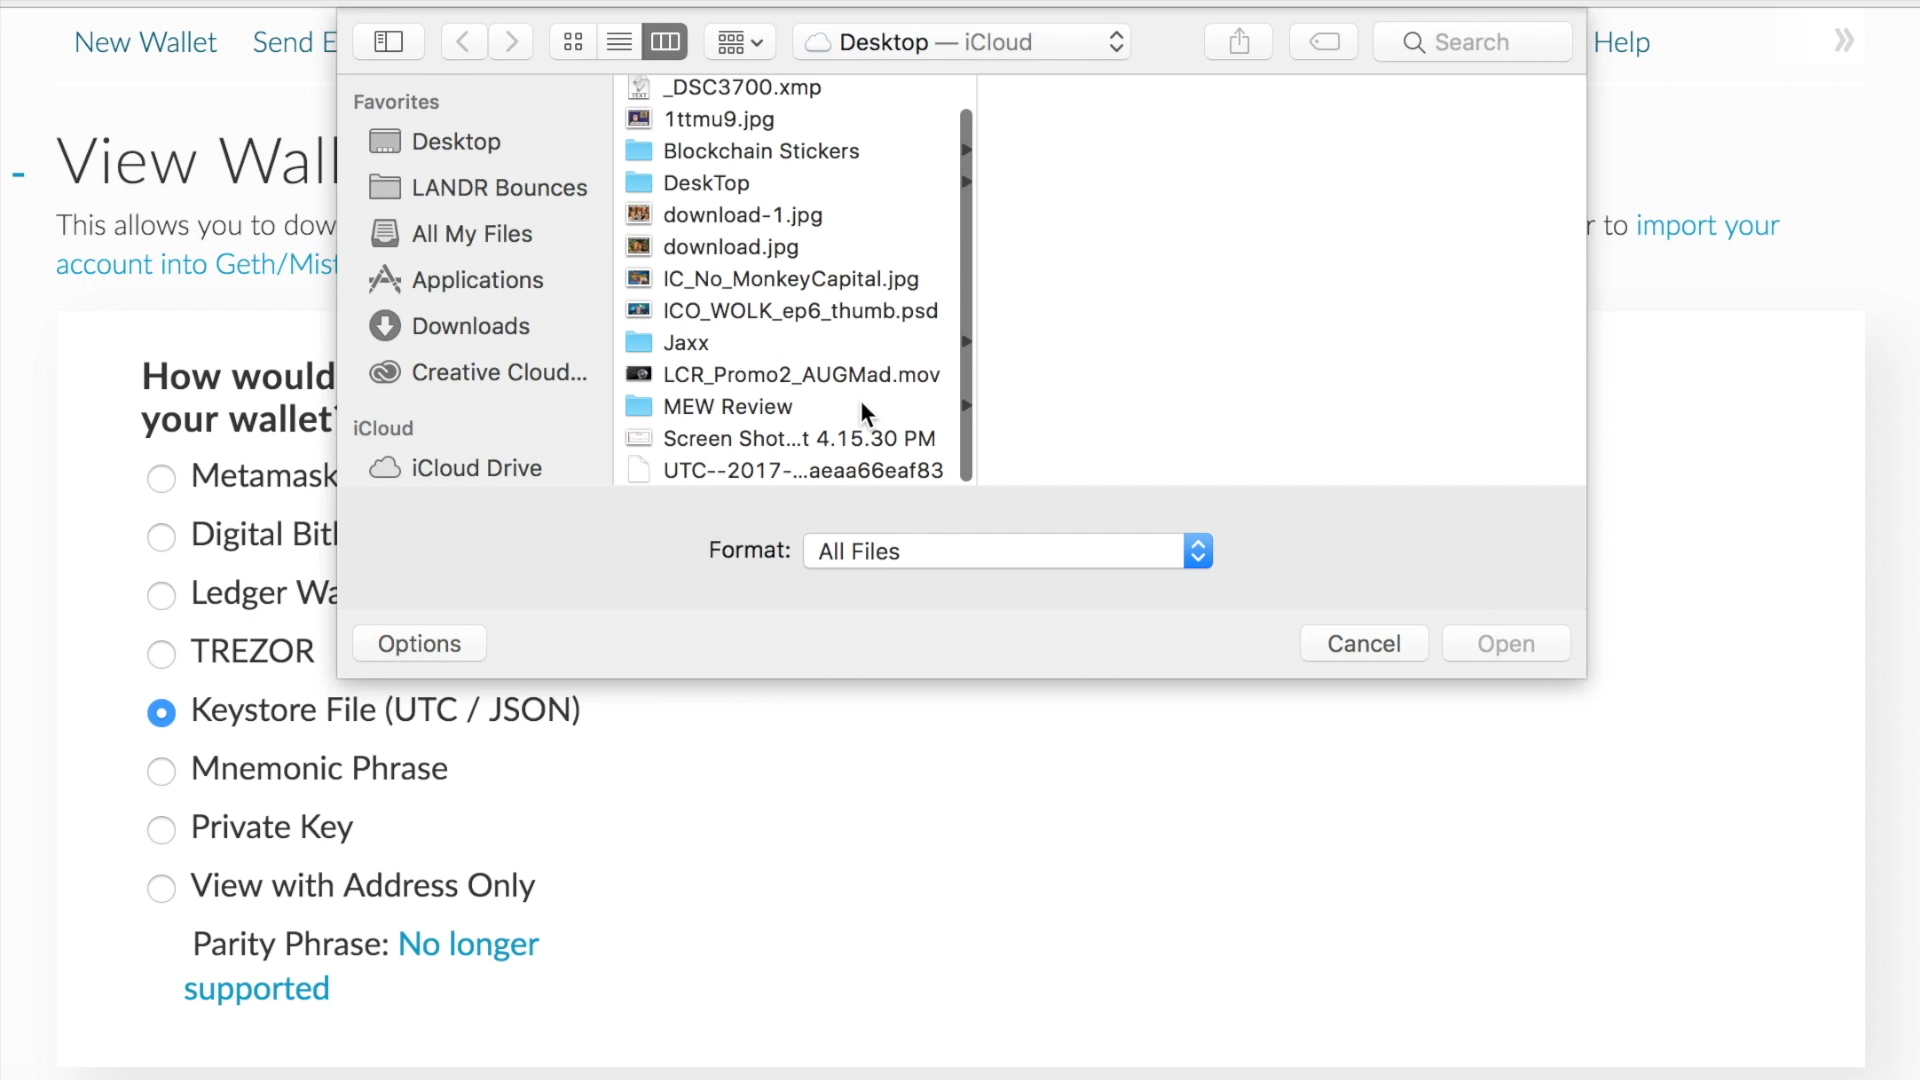 New Wallet
Send E
Desktop — iCloud
Search
Help
»
View Wall
This allows you to dow
r to import your
account into Geth/Mist
Favorites
Desktop
LANDR Bounces
All My Files
Applications
Downloads
Creative Cloud...
iCloud
iCloud Drive
_DSC3700.xmp
1ttmu9.jpg
Blockchain Stickers
DeskTop
download-1.jpg
download.jpg
IC_No_MonkeyCapital.jpg
ICO_WOLK_ep6_thumb.psd
Jaxx
LCR_Promo2_AUGMad.mov
MEW Review
Screen Shot...t 4.15.30 PM
UTC--2017-...aeaa66eaf83
Format: All Files
Options
Cancel
Open
How would
your wallet?
Metamask
Digital Bitl
Ledger Wa
TREZOR
Keystore File (UTC / JSON)
Mnemonic Phrase
Private Key
View with Address Only
Parity Phrase: No longer
supported